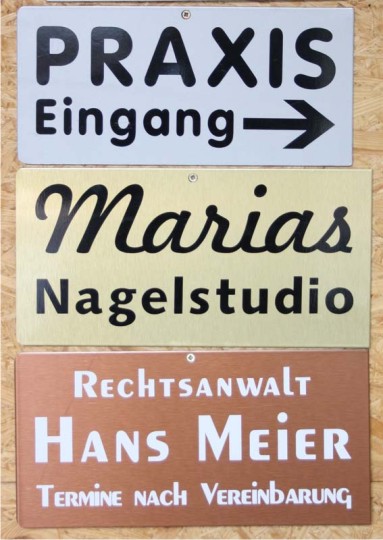 PRAXIS
Eingang
Marias
Nagelstudio
RECHTSANWALT
HANS MEIER
TERMINE NACH VEREINBARUNG